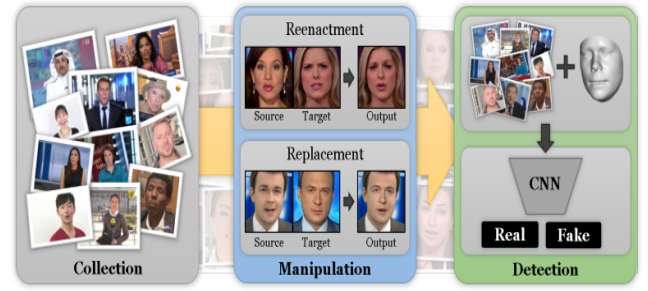 Reenactment
Source Target Output
Replacement
Source Target Output
CNN
Real Fake
Collection Manipulation Detection